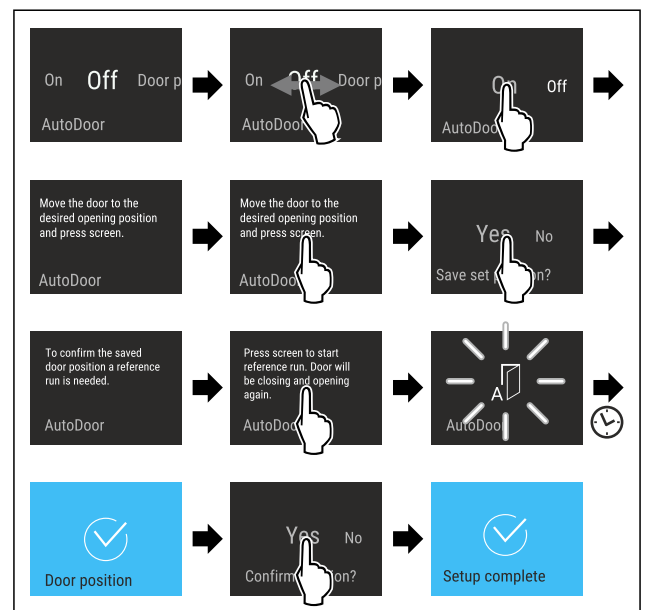 On Off Door p
AutoDoor
On Off Door p
AutoDoor
On Off
AutoDoo
Move the door to the
desired opening position
and press screen.
AutoDoor
Move the door to the
desired opening position
and press screen.
AutoDoo
Yes No
Save set p n?
To confirm the saved
door position a reference
run is needed.
AutoDoor
Press screen to start
reference run. Door will
be closing and opening
again.
AutoDoo
A
AutoDoo
Door position
Yes No
Confirm on?
Setup complete